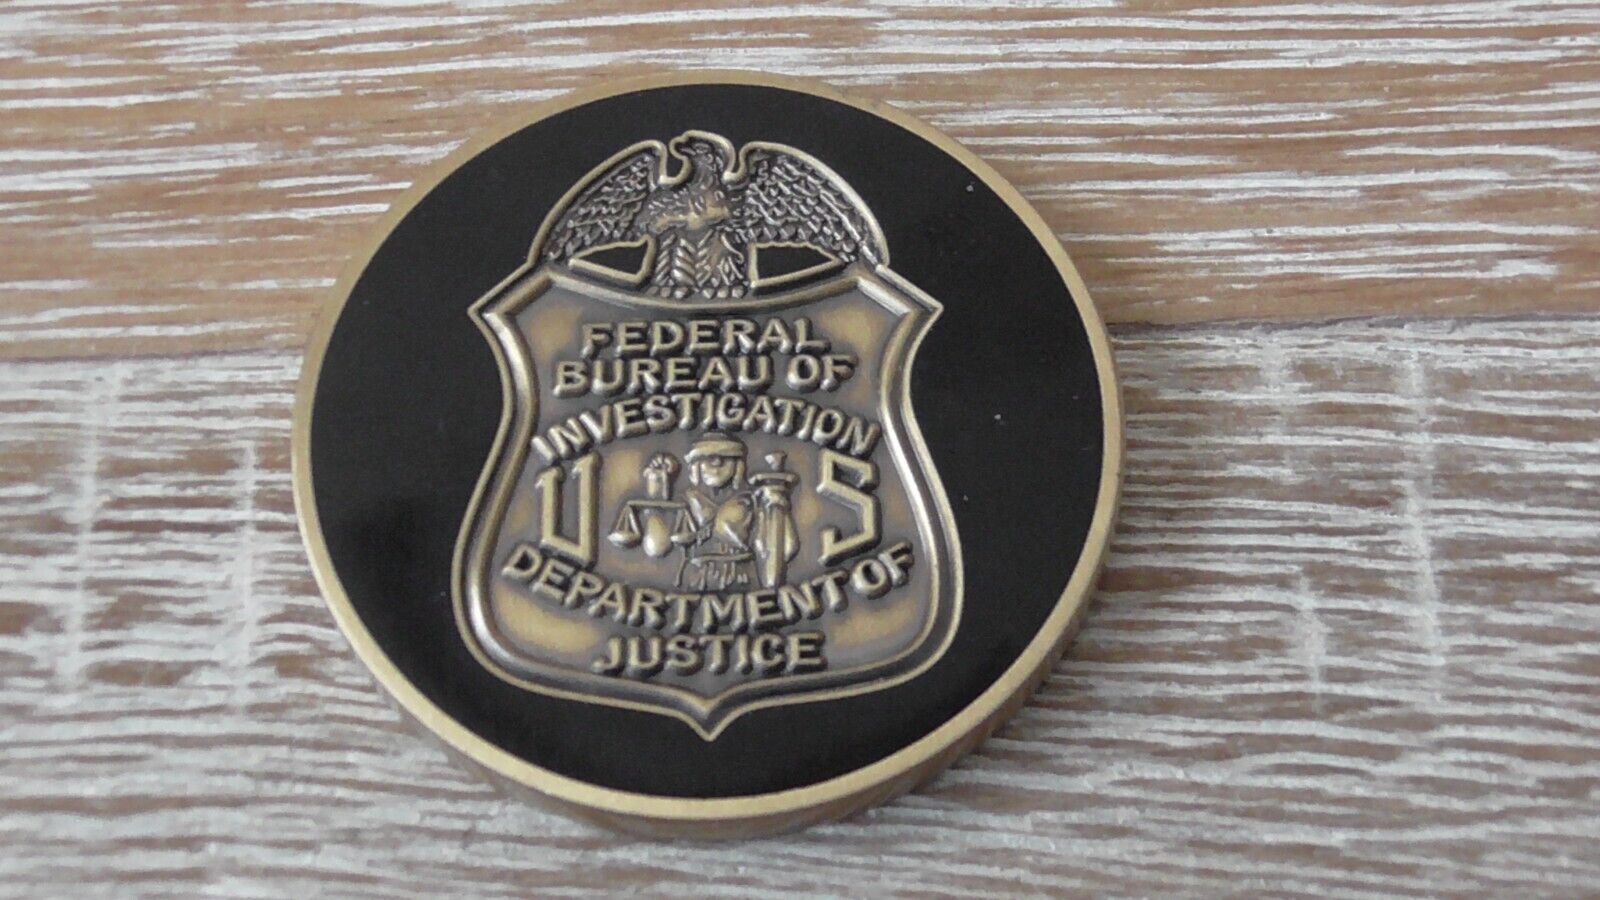 FEDERAL
BUREAU OF
INVESTIGATION
U S
DEPARTMENT OF
JUSTICE